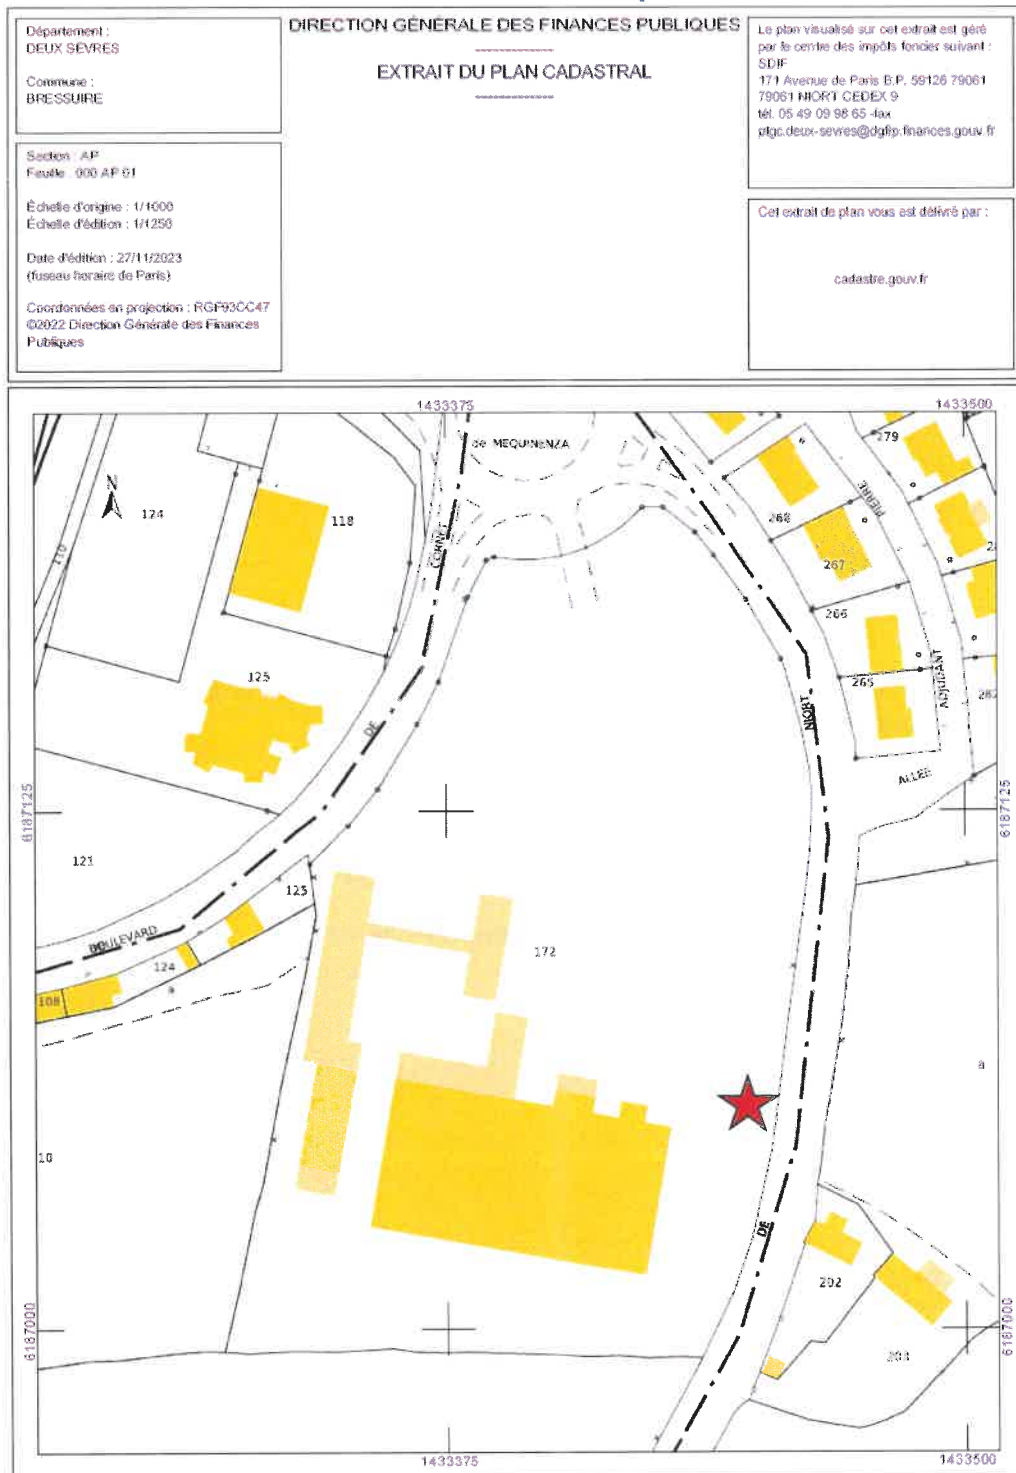 Département :
DEUX SEVRES
Commune :
BRESSUIRE
Section : AP
Feuille : 000 AP 01
Échelle d'origine : 1/1000
Échelle d'édition : 1/1250
Date d'édition : 27/11/2023
(fuseau horaire de Paris)
Coordonnées en projection : RGF93CC47
©2022 Direction Générale des Finances
Publiques
DIRECTION GÉNÉRALE DES FINANCES PUBLIQUES
EXTRAIT DU PLAN CADASTRAL
Le plan visualisé sur cet extrait est géré
par le centre des impôts foncier suivant :
SDIF
171 Avenue de Paris B.P. 59126 79061
79061 NIORT CEDEX 9
tél. 05 49 09 98 65 -fax
ptgc.deux-sevres@dgfip.finances.gouv.fr
Cet extrait de plan vous est délivré par :
cadastre.gouv.fr
1433375
1433500
de MEQUINENZA
279
N
124
118
CORNET
PIERRE
268
267
110
266
125
265
ADJUDANT
282
NIORT
DE
ALLÉE
6187125
6187125
121
125
BOULEVARD
172
124
108
a
a
10
DE
202
203
6187000
6187000
1433375
1433500